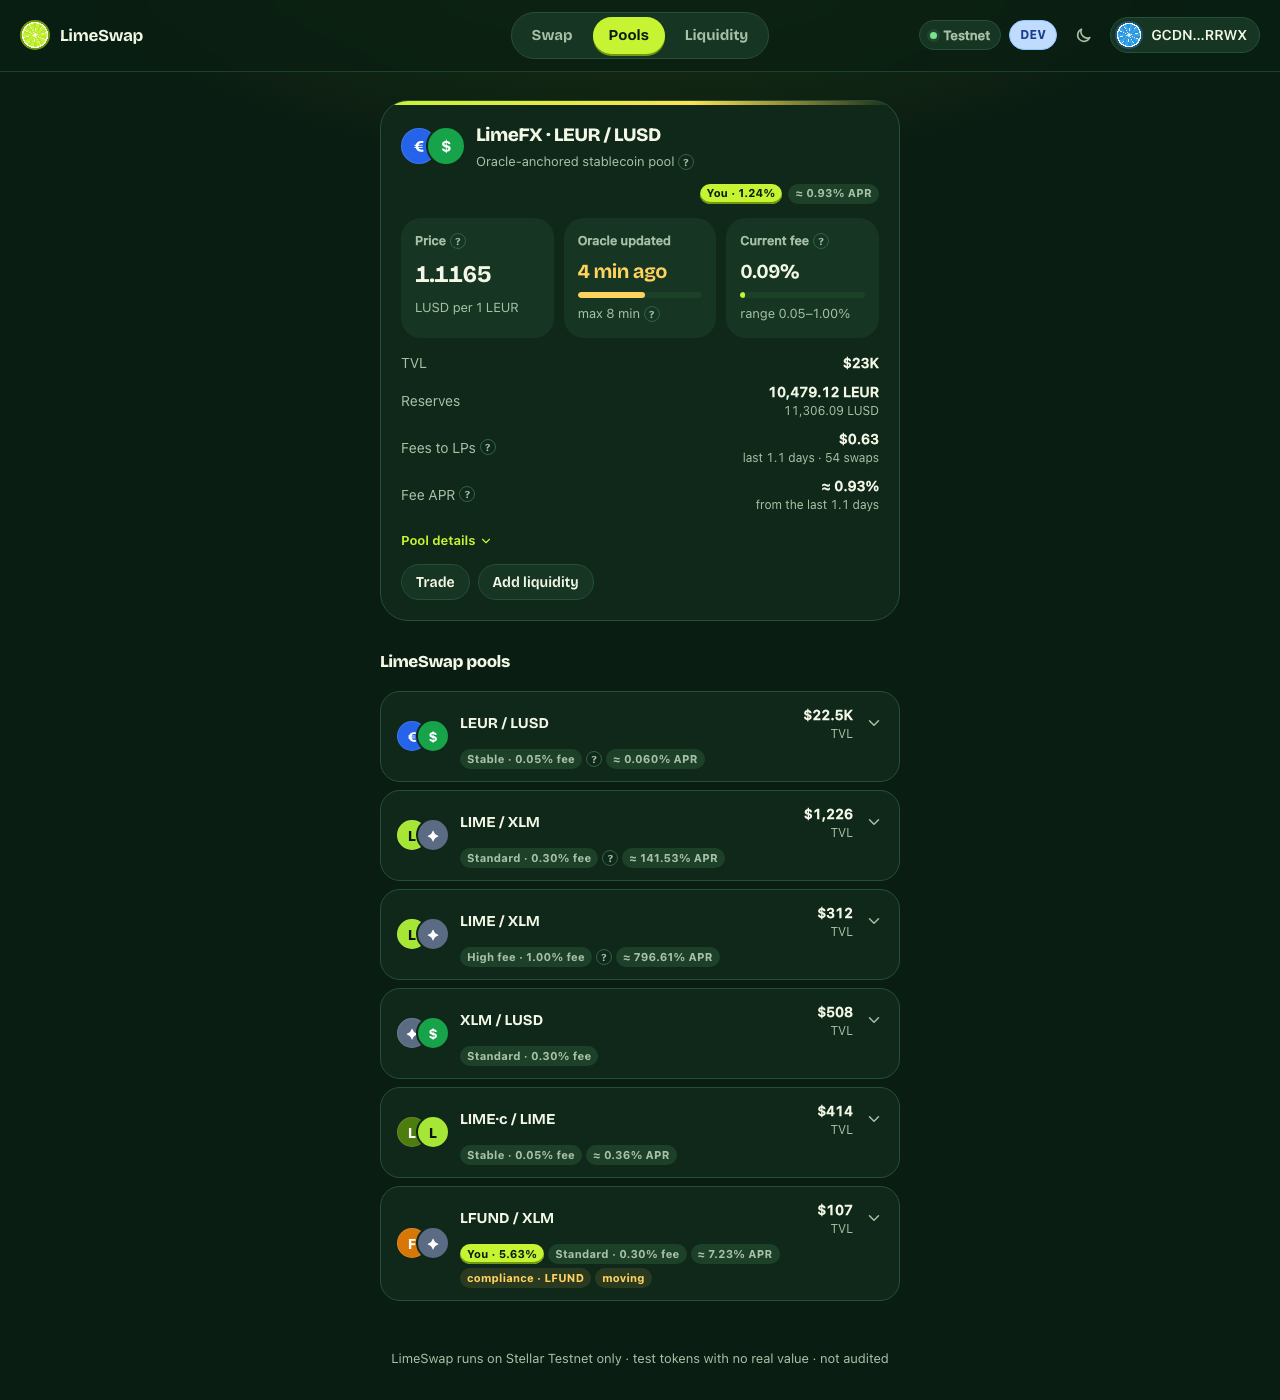 LimeSwap
Swap
Pools
Liquidity
Testnet
DEV
GCDN...RRWX
€ $
LimeFX · LEUR / LUSD
Oracle-anchored stablecoin pool ?
You · 1.24%
≈ 0.93% APR
Price ?
1.1165
LUSD per 1 LEUR
Oracle updated
4 min ago
max 8 min ?
Current fee ?
0.09%
range 0.05–1.00%
TVL
$23K
Reserves
10,479.12 LEUR
11,306.09 LUSD
Fees to LPs ?
$0.63
last 1.1 days · 54 swaps
Fee APR ?
≈ 0.93%
from the last 1.1 days
Pool details
Trade
Add liquidity
LimeSwap pools
€ $
LEUR / LUSD
$22.5K
TVL
Stable · 0.05% fee ? ≈ 0.060% APR
L
LIME / XLM
$1,226
TVL
Standard · 0.30% fee ? ≈ 141.53% APR
L
LIME / XLM
$312
TVL
High fee · 1.00% fee ? ≈ 796.61% APR
$
XLM / LUSD
$508
TVL
Standard · 0.30% fee
L L
LIME·c / LIME
$414
TVL
Stable · 0.05% fee ≈ 0.36% APR
F
LFUND / XLM
$107
TVL
You · 5.63% Standard · 0.30% fee ≈ 7.23% APR
compliance · LFUND moving
LimeSwap runs on Stellar Testnet only · test tokens with no real value · not audited